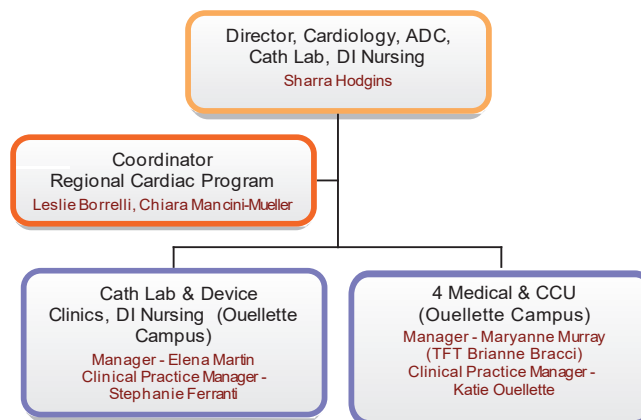 Director, Cardiology, ADC,
Cath Lab, DI Nursing
Sharra Hodgins
Coordinator
Regional Cardiac Program
Leslie Borrelli, Chiara Mancini-Mueller
Cath Lab & Device
Clinics, DI Nursing (Ouellette
Campus)
Manager - Elena Martin
Clinical Practice Manager -
Stephanie Ferranti
4 Medical & CCU
(Ouellette Campus)
Manager - Maryanne Murray
(TFT Brianne Bracci)
Clinical Practice Manager -
Katie Ouellette